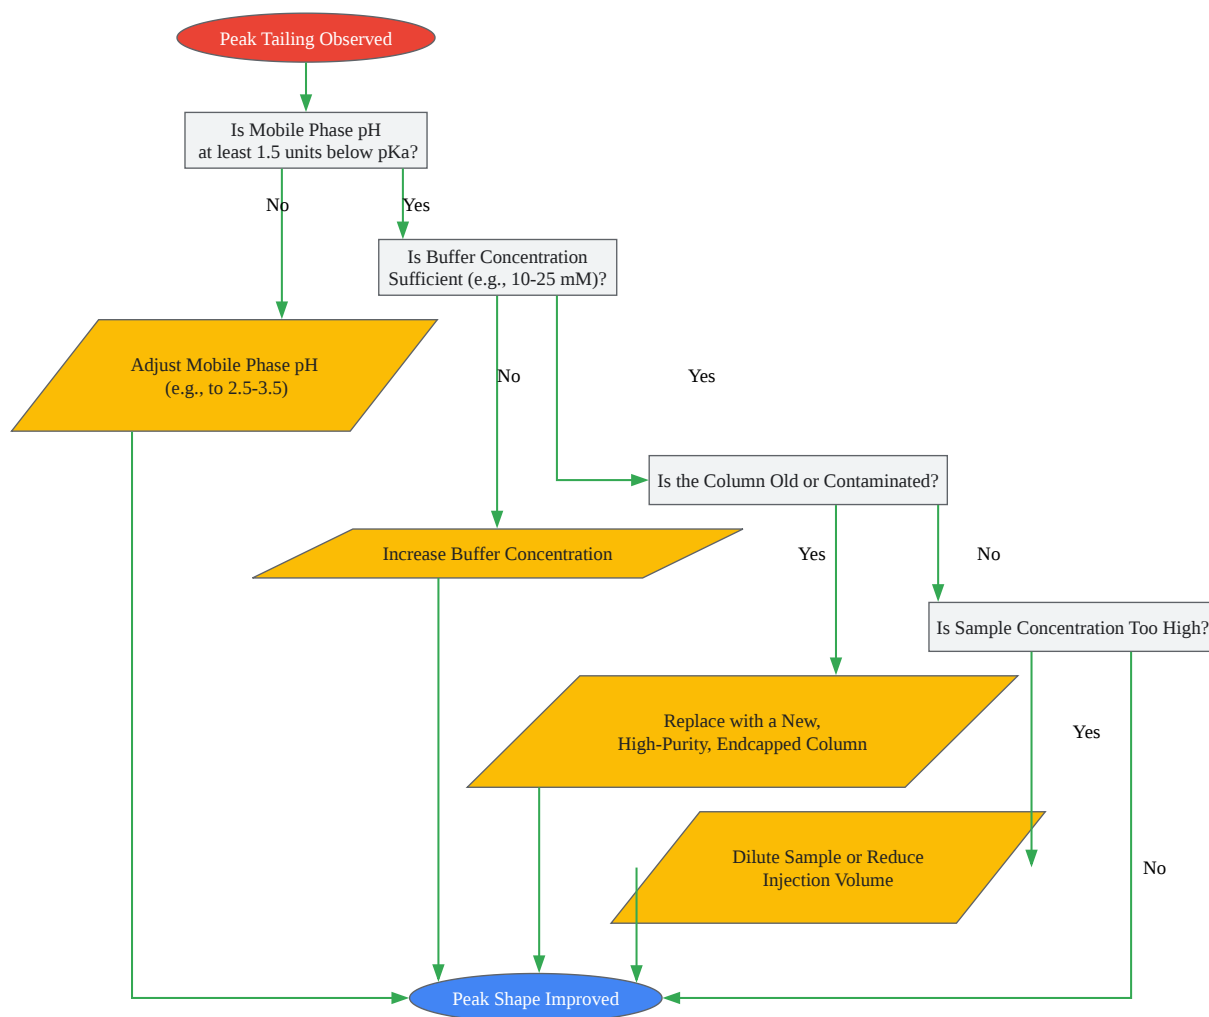 Peak Tailing Observed
Is Mobile Phase pH
at least 1.5 units below pKa?
No
Yes
Is Buffer Concentration
Sufficient (e.g., 10-25 mM)?
Adjust Mobile Phase pH
(e.g., to 2.5-3.5)
No
Yes
Is the Column Old or Contaminated?
Increase Buffer Concentration
Yes
No
Is Sample Concentration Too High?
Replace with a New,
High-Purity, Endcapped Column
Yes
Dilute Sample or Reduce
Injection Volume
No
Peak Shape Improved